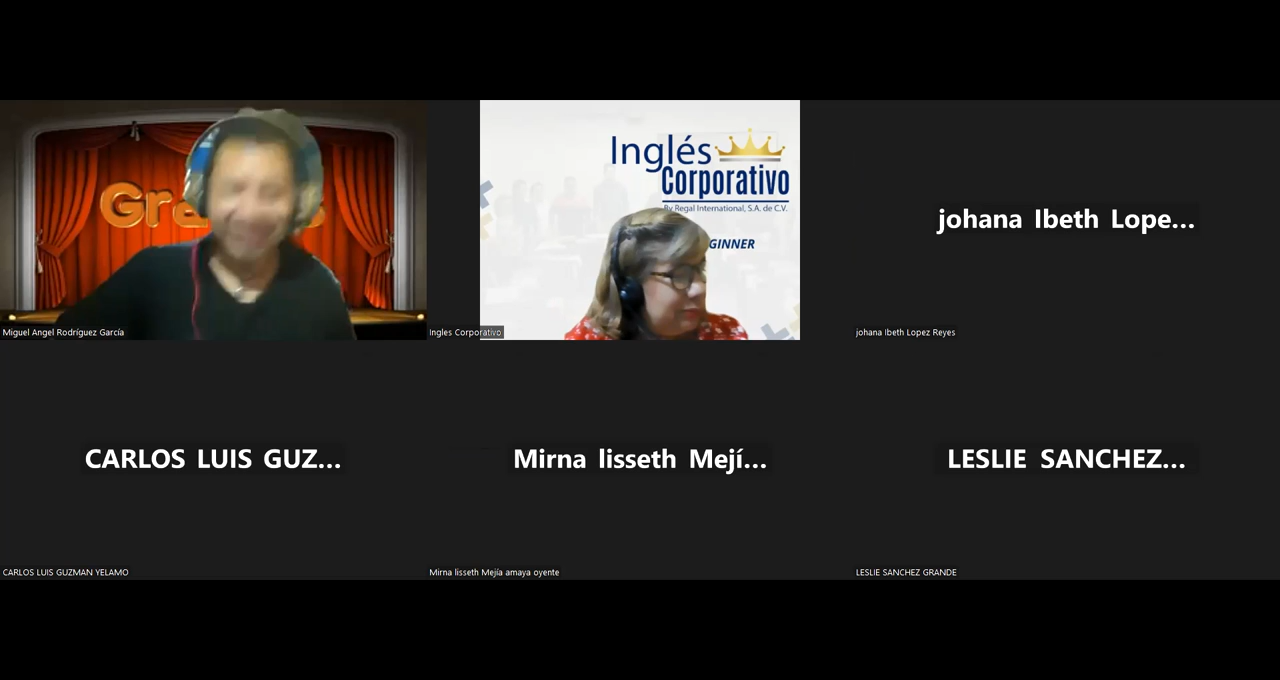 Inglés
Corporativo
By Regal International, S.A. de C.V.
GINNER
johana Ibeth Lope...
Miguel Angel Rodríguez García
Ingles Corporativo
johana Ibeth Lopez Reyes
CARLOS LUIS GUZ...
Mirna lisseth Mejí...
LESLIE SANCHEZ...
CARLOS LUIS GUZMAN YELAMO
Mirna lisseth Mejía amaya oyente
LESLIE SANCHEZ GRANDE